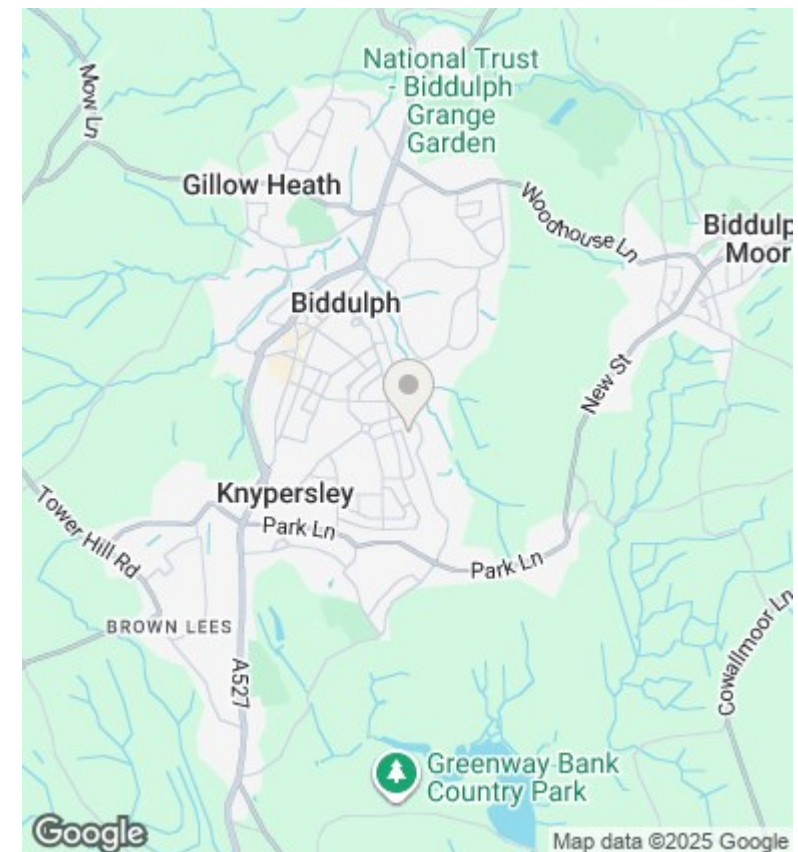 National Trust
- Biddulph
Grange
Garden
Mow Ln
Gillow Heath
Woodhouse Ln
Biddulp
Moor
Biddulph
New St
Knypersley
Park Ln
Tower Hill Rd
Park Ln
BROWN LEES
A527
Cowallmoor Ln
Greenway Bank
Country Park
Google
Map data ©2025 Google